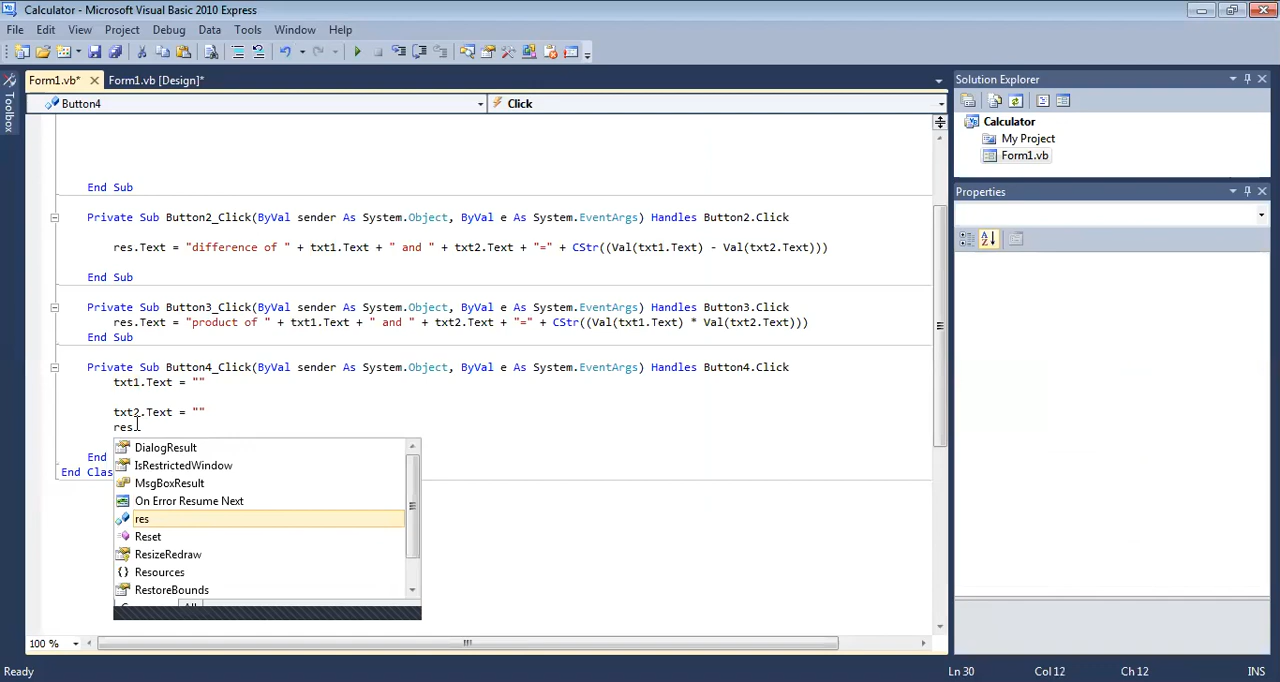 Calculator - Microsoft Visual Basic 2010 Express
File Edit View Project Debug Data Tools Window Help
Form1.vb* Form1.vb [Design]*
Toolbox
Button4 Click
End Sub
Private Sub Button2_Click(ByVal sender As System.Object, ByVal e As System.EventArgs) Handles Button2.Click
res.Text = "difference of " + txt1.Text + " and " + txt2.Text + "=" + CStr((Val(txt1.Text) - Val(txt2.Text)))
End Sub
Private Sub Button3_Click(ByVal sender As System.Object, ByVal e As System.EventArgs) Handles Button3.Click
res.Text = "product of " + txt1.Text + " and " + txt2.Text + "=" + CStr((Val(txt1.Text) * Val(txt2.Text)))
End Sub
Private Sub Button4_Click(ByVal sender As System.Object, ByVal e As System.EventArgs) Handles Button4.Click
txt1.Text = ""
txt2.Text = ""
res.
End
End Clas
DialogResult
IsRestrictedWindow
MsgBoxResult
On Error Resume Next
res
Reset
ResizeRedraw
Resources
RestoreBounds
100 %
Solution Explorer
Calculator
My Project
Form1.vb
Properties
Ready Ln 30 Col 12 Ch 12 INS